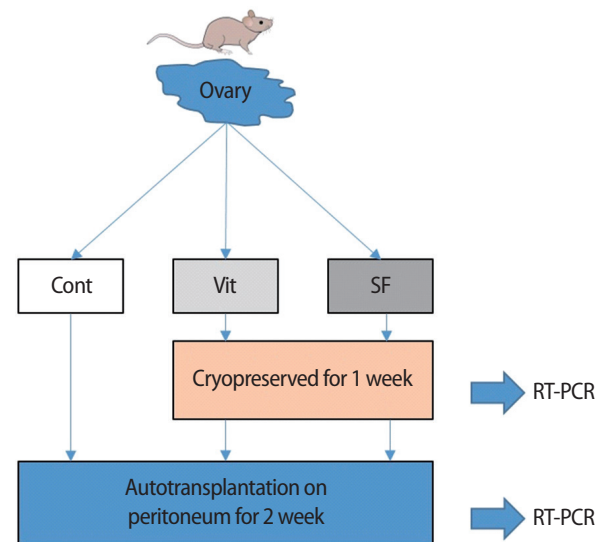 Ovary
Cont
Vit
SF
Cryopreserved for 1 week
RT-PCR
Autotransplantation on
peritoneum for 2 week
RT-PCR